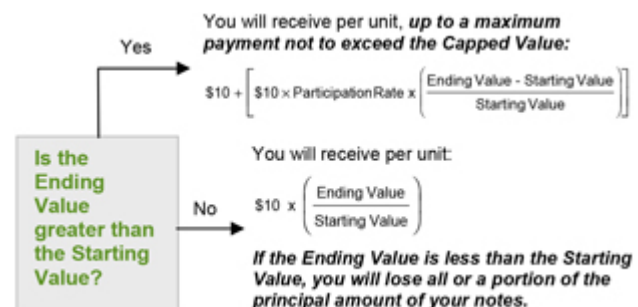 You will receive per unit, up to a maximum
payment not to exceed the Capped Value:
Yes
$10 + [ $10 × Participation Rate x ( Ending Value - Starting Value
Starting Value ) ]
Is the
Ending
Value
greater than
the Starting
Value?
No
You will receive per unit:
$10 x ( Ending Value
Starting Value )
If the Ending Value is less than the Starting
Value, you will lose all or a portion of the
principal amount of your notes.